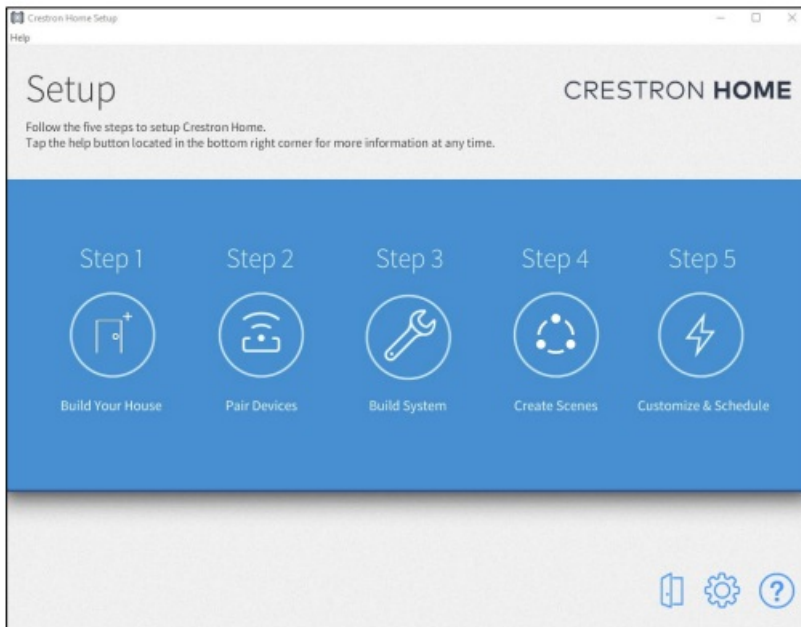 Crestron Home Setup
Help
Setup
CRESTRON HOME
Follow the five steps to setup Crestron Home.
Tap the help button located in the bottom right corner for more information at any time.
Step 1
Step 2
Step 3
Step 4
Step 5
Build Your House
Pair Devices
Build System
Create Scenes
Customize & Schedule
?